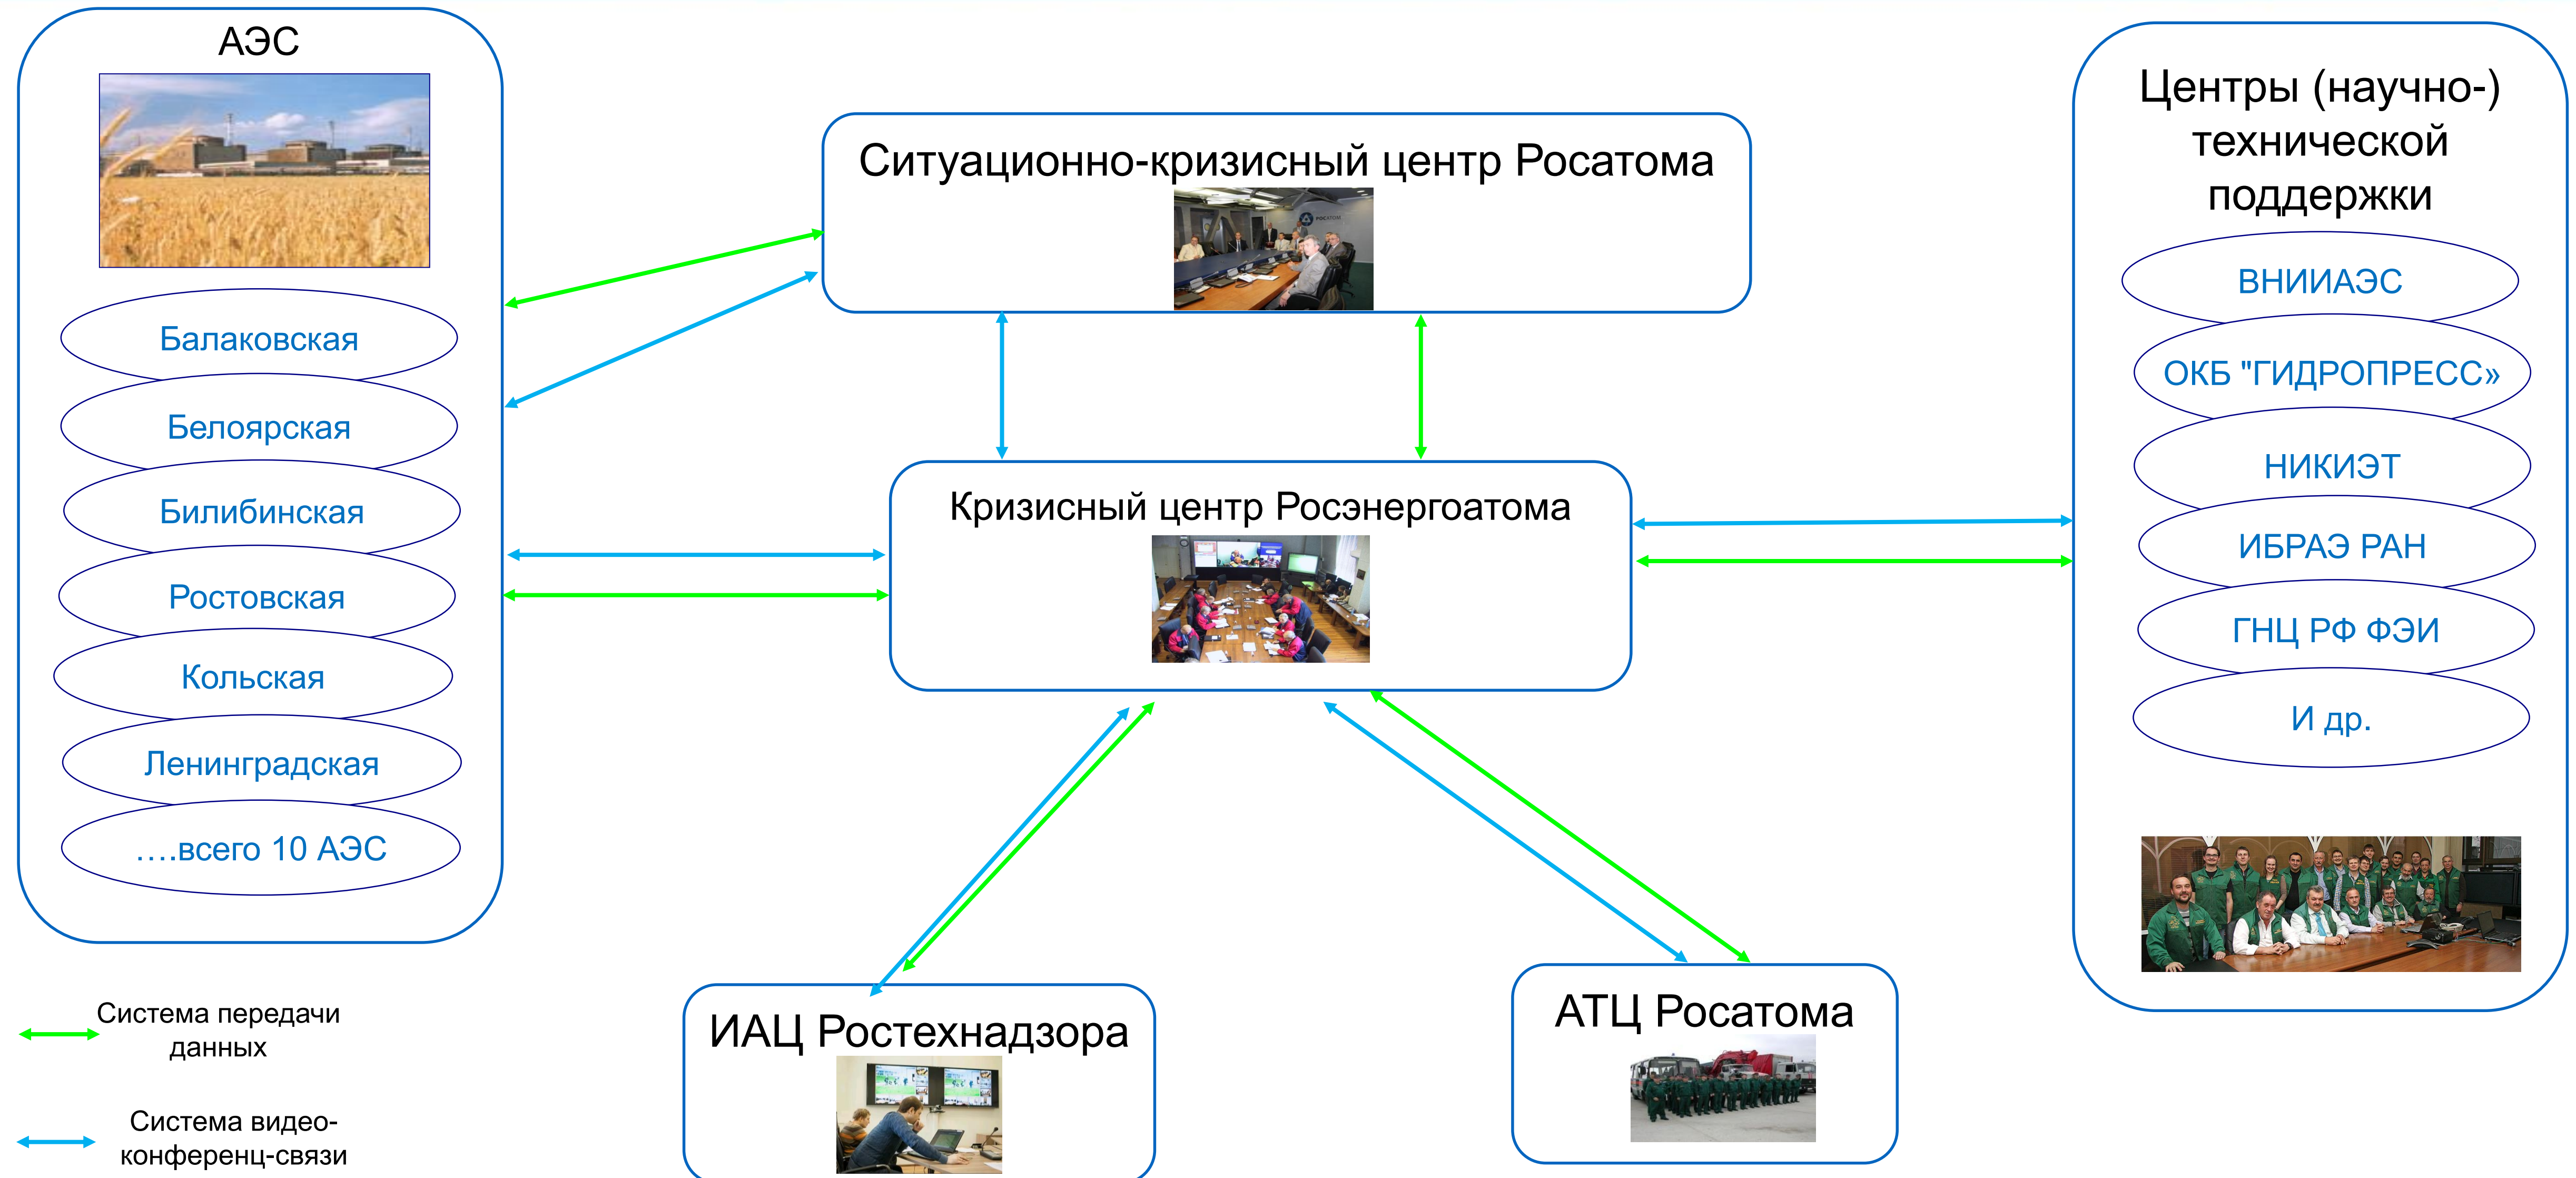 АЭС
Балаковская
Белоярская
Билибинская
Ростовская
Кольская
Ленинградская
….всего 10 АЭС
Система передачи
данных
Система видео-
конференц-связи
Ситуационно-кризисный центр Росатома
РОСАТОМ
Кризисный центр Росэнергоатома
ИАЦ Ростехнадзора
АТЦ Росатома
Центры (научно-)
технической
поддержки
ВНИИАЭС
ОКБ "ГИДРОПРЕСС»
НИКИЭТ
ИБРАЭ РАН
ГНЦ РФ ФЭИ
И др.